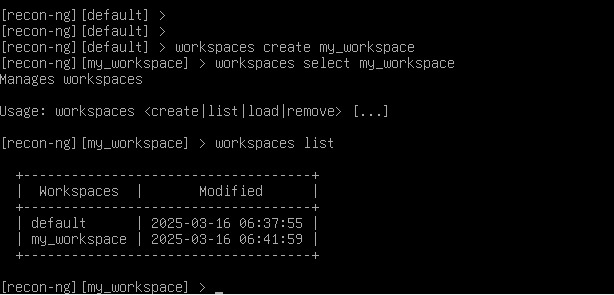 [recon-ng][default] >
[recon-ng][default] >
[recon-ng][default] > workspaces create my_workspace
[recon-ng][my_workspace] > workspaces select my_workspace
Manages workspaces
Usage: workspaces <create|list|load|remove> [...]
[recon-ng][my_workspace] > workspaces list
+----------------------------------+
| Workspaces | Modified |
+----------------------------------+
| default | 2025-03-16 06:37:55 |
| my_workspace | 2025-03-16 06:41:59 |
+----------------------------------+
[recon-ng][my_workspace] > _